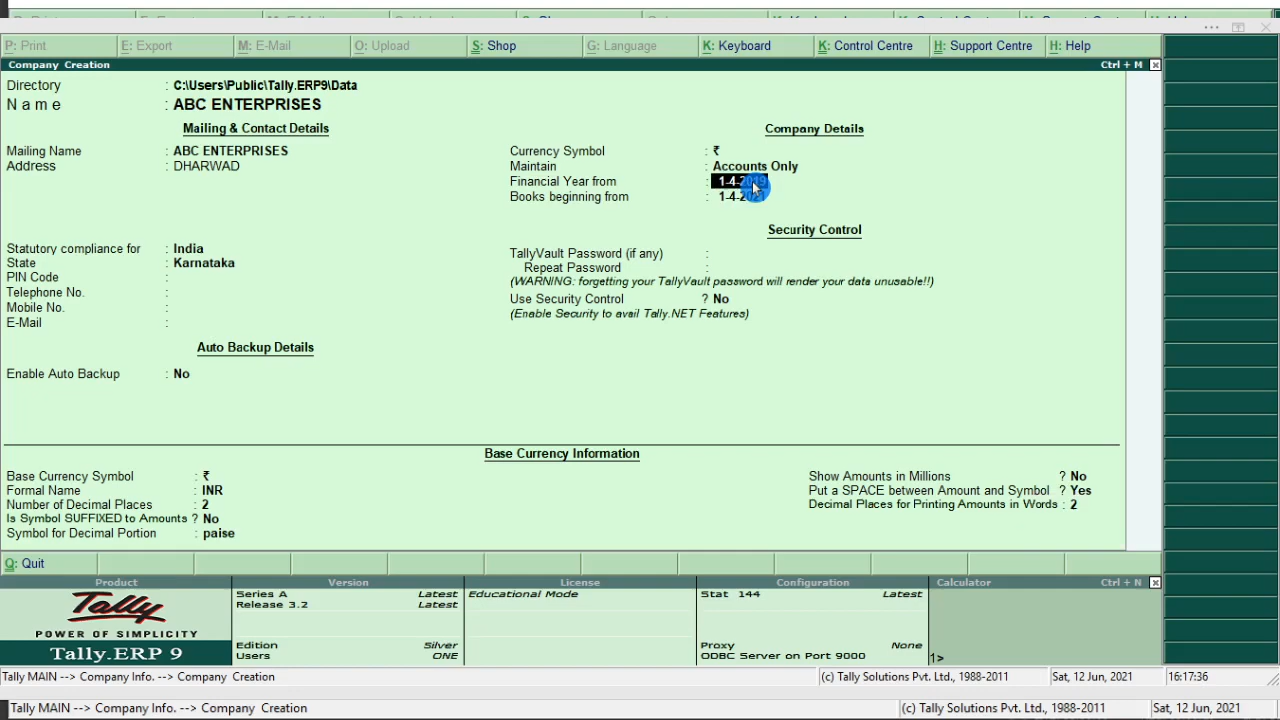 P: Print E: Export M: E-Mail O: Upload S: Shop G: Language K: Keyboard K: Control Centre H: Support Centre H: Help
Company Creation Ctrl + M
Directory : C:\Users\Public\Tally.ERP9\Data
Name : ABC ENTERPRISES
Mailing & Contact Details
Mailing Name : ABC ENTERPRISES
Address : DHARWAD
Statutory compliance for : India
State : Karnataka
PIN Code :
Telephone No. :
Mobile No. :
E-Mail :
Auto Backup Details
Enable Auto Backup : No
Company Details
Currency Symbol : ₹
Maintain : Accounts Only
Financial Year from : 1-4-2019
Books beginning from : 1-4-2021
Security Control
TallyVault Password (if any) :
Repeat Password :
(WARNING: forgetting your TallyVault password will render your data unusable!!)
Use Security Control ? No
(Enable Security to avail Tally.NET Features)
Base Currency Information
Base Currency Symbol : ₹
Formal Name : INR
Number of Decimal Places : 2
Is Symbol SUFFIXED to Amounts ? No
Symbol for Decimal Portion : paise
Show Amounts in Millions ? No
Put a SPACE between Amount and Symbol ? Yes
Decimal Places for Printing Amounts in Words : 2
Q: Quit
Product
Tally
POWER OF SIMPLICITY
Tally.ERP 9
Version
Series A Latest
Release 3.2 Latest
Edition Silver
Users ONE
License
Educational Mode
Configuration
Stat 144 Latest
Proxy None
ODBC Server on Port 9000
Calculator Ctrl + N
1>
Tally MAIN --> Company Info. --> Company Creation (c) Tally Solutions Pvt. Ltd., 1988-2011 Sat, 12 Jun, 2021 16:17:36
Tally MAIN --> Company Info. --> Company Creation (c) Tally Solutions Pvt. Ltd., 1988-2011 Sat, 12 Jun, 2021